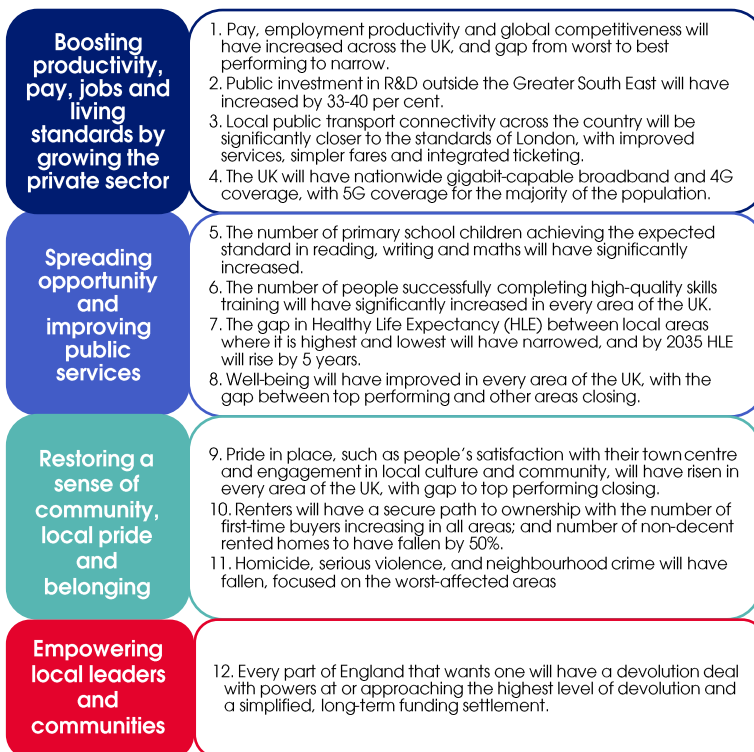 Boosting
productivity,
pay, jobs and
living
standards by
growing the
private sector
1. Pay, employment productivity and global competitiveness will
have increased across the UK, and gap from worst to best
performing to narrow.
2. Public investment in R&D outside the Greater South East will have
increased by 33-40 per cent.
3. Local public transport connectivity across the country will be
significantly closer to the standards of London, with improved
services, simpler fares and integrated ticketing.
4. The UK will have nationwide gigabit-capable broadband and 4G
coverage, with 5G coverage for the majority of the population.
Spreading
opportunity
and
improving
public
services
5. The number of primary school children achieving the expected
standard in reading, writing and maths will have significantly
increased.
6. The number of people successfully completing high-quality skills
training will have significantly increased in every area of the UK.
7. The gap in Healthy Life Expectancy (HLE) between local areas
where it is highest and lowest will have narrowed, and by 2035 HLE
will rise by 5 years.
8. Well-being will have improved in every area of the UK, with the
gap between top performing and other areas closing.
Restoring a
sense of
community,
local pride
and
belonging
9. Pride in place, such as people's satisfaction with their town centre
and engagement in local culture and community, will have risen in
every area of the UK, with gap to top performing closing.
10. Renters will have a secure path to ownership with the number of
first-time buyers increasing in all areas; and number of non-decent
rented homes to have fallen by 50%.
11. Homicide, serious violence, and neighbourhood crime will have
fallen, focused on the worst-affected areas
Empowering
local leaders
and
communities
12. Every part of England that wants one will have a devolution deal
with powers at or approaching the highest level of devolution and
a simplified, long-term funding settlement.